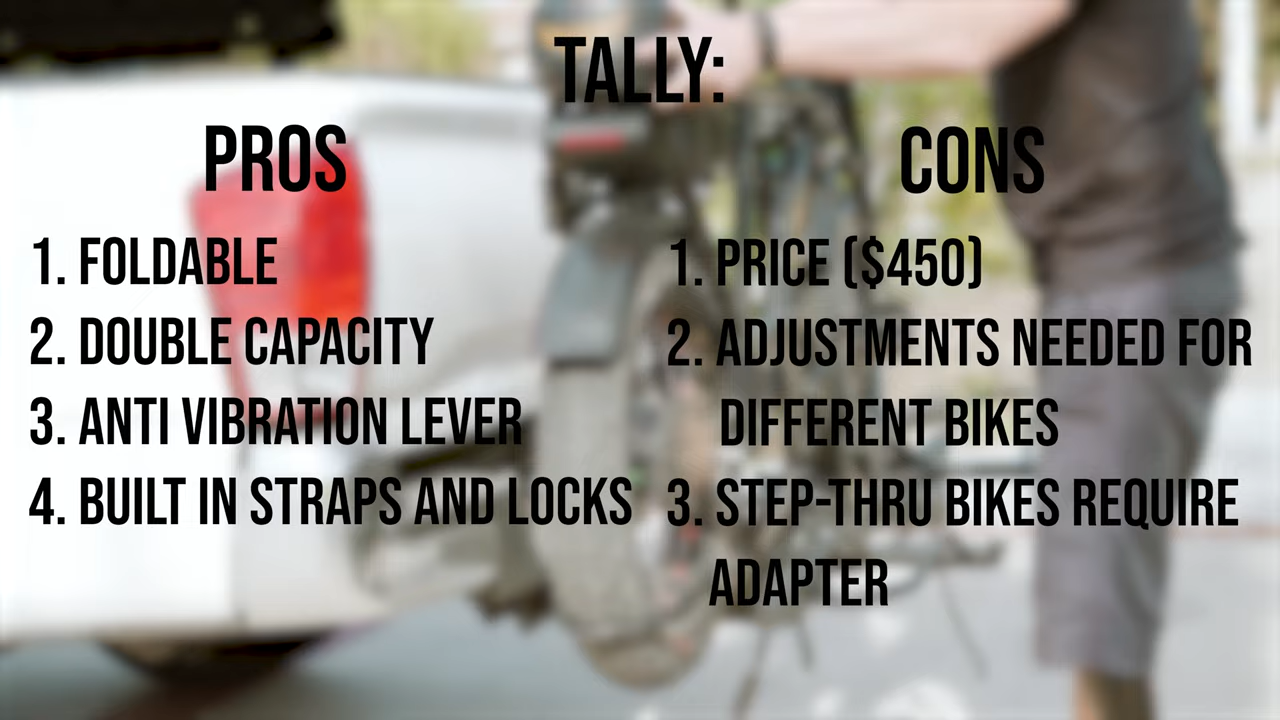 TALLY:
PROS
1. FOLDABLE
2. DOUBLE CAPACITY
3. ANTI VIBRATION LEVER
4. BUILT IN STRAPS AND LOCKS
CONS
1. PRICE ($450)
2. ADJUSTMENTS NEEDED FOR
DIFFERENT BIKES
3. STEP-THRU BIKES REQUIRE
ADAPTER